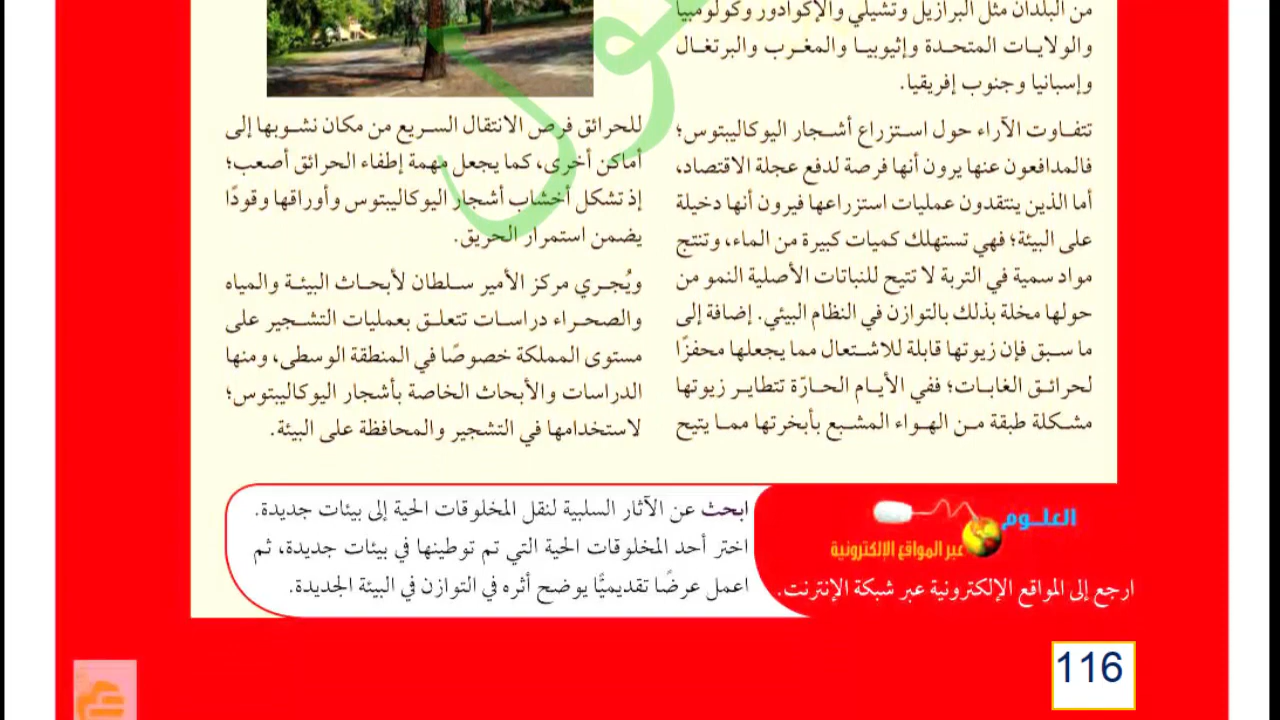 من البلدان مثل البرازيل وتشيلي والإكوادور وكولومبيا
والولايات المتحدة وإثيوبيا والمغرب والبرتغال
وإسبانيا وجنوب إفريقيا.
تتفاوت الآراء حول استزراع أشجار اليوكاليبتوس؛
فالمدافعون عنها يرون أنها فرصة لدفع عجلة الاقتصاد،
أما الذين ينتقدون عمليات استزراعها فيرون أنها دخيلة
على البيئة؛ فهي تستهلك كميات كبيرة من الماء، وتنتج
مواد سمية في التربة لا تتيح للنباتات الأصلية النمو من
حولها مخلة بذلك بالتوازن في النظام البيئي. إضافة إلى
ما سبق فإن زيوتها قابلة للاشتعال مما يجعلها محفزًا
لحرائق الغابات؛ ففي الأيام الحارّة تتطاير زيوتها
مشكلة طبقة من الهواء المشبع بأبخرتها مما يتيح
للحرائق فرص الانتقال السريع من مكان نشوبها إلى
أماكن أخرى، كما يجعل مهمة إطفاء الحرائق أصعب؛
إذ تشكل أخشاب أشجار اليوكاليبتوس وأوراقها وقودًا
يضمن استمرار الحريق.
ويُجري مركز الأمير سلطان لأبحاث البيئة والمياه
والصحراء دراسات تتعلق بعمليات التشجير على
مستوى المملكة خصوصًا في المنطقة الوسطى، ومنها
الدراسات والأبحاث الخاصة بأشجار اليوكاليبتوس؛
لاستخدامها في التشجير والمحافظة على البيئة.
العلوم
عبر المواقع الإلكترونية
ارجع إلى المواقع الإلكترونية عبر شبكة الإنترنت.
ابحث عن الآثار السلبية لنقل المخلوقات الحية إلى بيئات جديدة.
اختر أحد المخلوقات الحية التي تم توطينها في بيئات جديدة، ثم
اعمل عرضًا تقديميًّا يوضح أثره في التوازن في البيئة الجديدة.
116